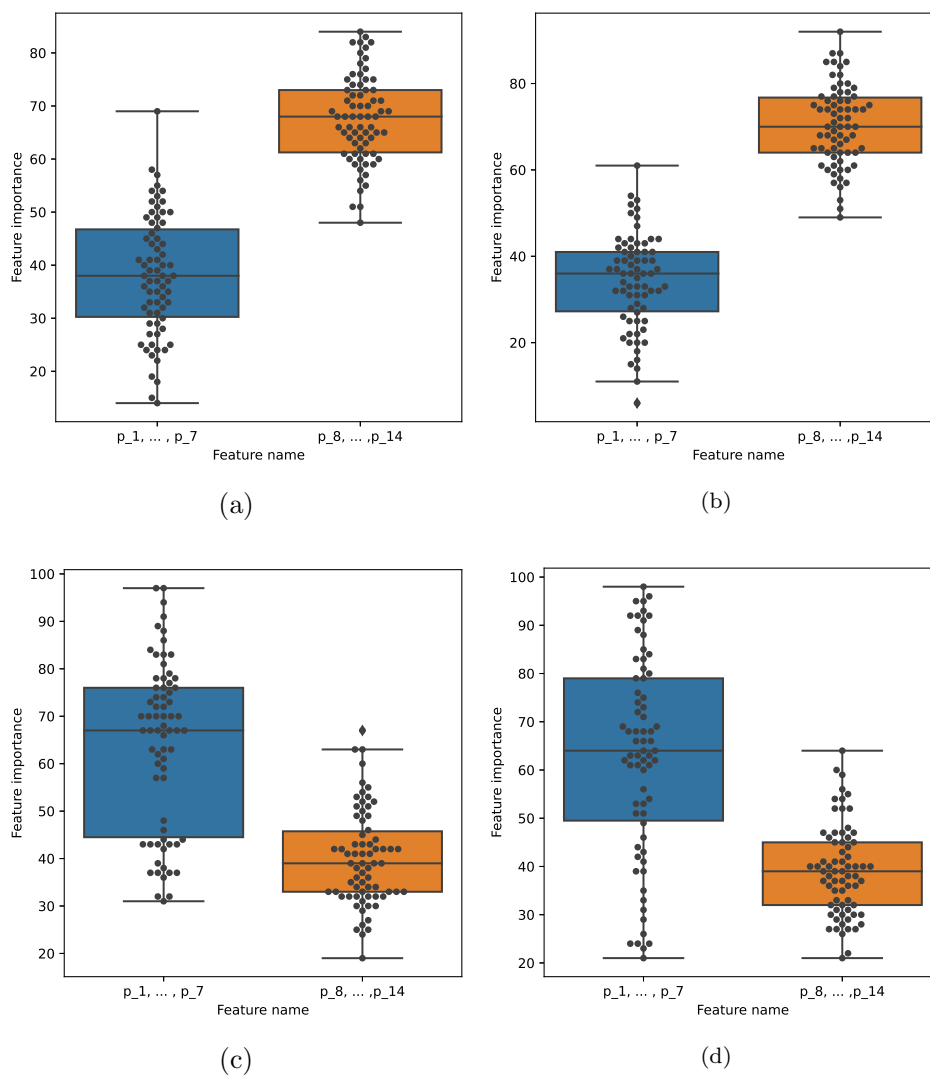 80
70
60
50
40
30
20
Feature importance
p_1, ... , p_7
p_8, ... ,p_14
Feature name
(a)
80
60
40
20
Feature importance
p_1, ... , p_7
p_8, ... ,p_14
Feature name
(b)
100
90
80
70
60
50
40
30
20
Feature importance
p_1, ... , p_7
p_8, ... ,p_14
Feature name
(c)
100
90
80
70
60
50
40
30
20
Feature importance
p_1, ... , p_7
p_8, ... ,p_14
Feature name
(d)